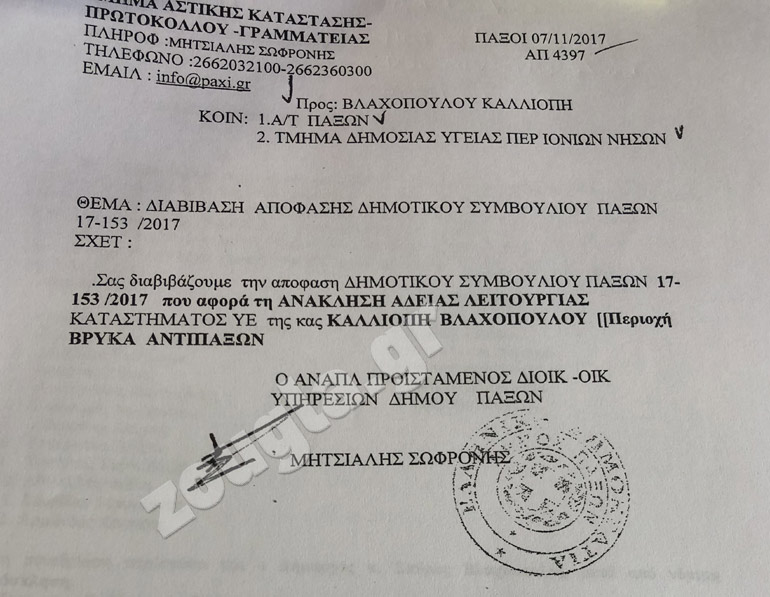 ΤΜΗΜΑ ΑΣΤΙΚΗΣ ΚΑΤΑΣΤΑΣΗΣ-
ΠΡΩΤΟΚΟΛΛΟΥ -ΓΡΑΜΜΑΤΕΙΑΣ
ΠΛΗΡΟΦ :ΜΗΤΣΙΑΛΗΣ ΣΩΦΡΟΝΗΣ
ΤΗΛΕΦΩΝΟ :2662032100-2662360300
EMAIL : info@paxi.gr
ΠΑΞΟΙ 07/11/2017
ΑΠ 4397
Προς: ΒΛΑΧΟΠΟΥΛΟΥ ΚΑΛΛΙΟΠΗ
ΚΟΙΝ: 1.Α/Τ ΠΑΞΩΝ
2. ΤΜΗΜΑ ΔΗΜΟΣΙΑΣ ΥΓΕΙΑΣ ΠΕΡ ΙΟΝΙΩΝ ΝΗΣΩΝ
ΘΕΜΑ : ΔΙΑΒΙΒΑΣΗ ΑΠΟΦΑΣΗΣ ΔΗΜΟΤΙΚΟΥ ΣΥΜΒΟΥΛΙΟΥ ΠΑΞΩΝ
17-153 /2017
ΣΧΕΤ :
.Σας διαβιβάζουμε την αποφαση ΔΗΜΟΤΙΚΟΥ ΣΥΜΒΟΥΛΙΟΥ ΠΑΞΩΝ 17-
153 /2017 που αφορά τη ΑΝΑΚΛΗΣΗ ΑΔΕΙΑΣ ΛΕΙΤΟΥΡΓΙΑΣ
ΚΑΤΑΣΤΗΜΑΤΟΣ ΥΕ της κας ΚΑΛΛΙΟΠΗ ΒΛΑΧΟΠΟΥΛΟΥ [[Περιοχή
ΒΡΥΚΑ ΑΝΤΙΠΑΞΩΝ
Ο ΑΝΑΠΛ ΠΡΟΙΣΤΑΜΕΝΟΣ ΔΙΟΙΚ -ΟΙΚ
ΥΠΗΡΕΣΙΩΝ ΔΗΜΟΥ ΠΑΞΩΝ
ΜΗΤΣΙΑΛΗΣ ΣΩΦΡΟΝΗΣ
ΕΛΛΗΝΙΚΗ ΔΗΜΟΚΡΑΤΙΑ
zougla.gr